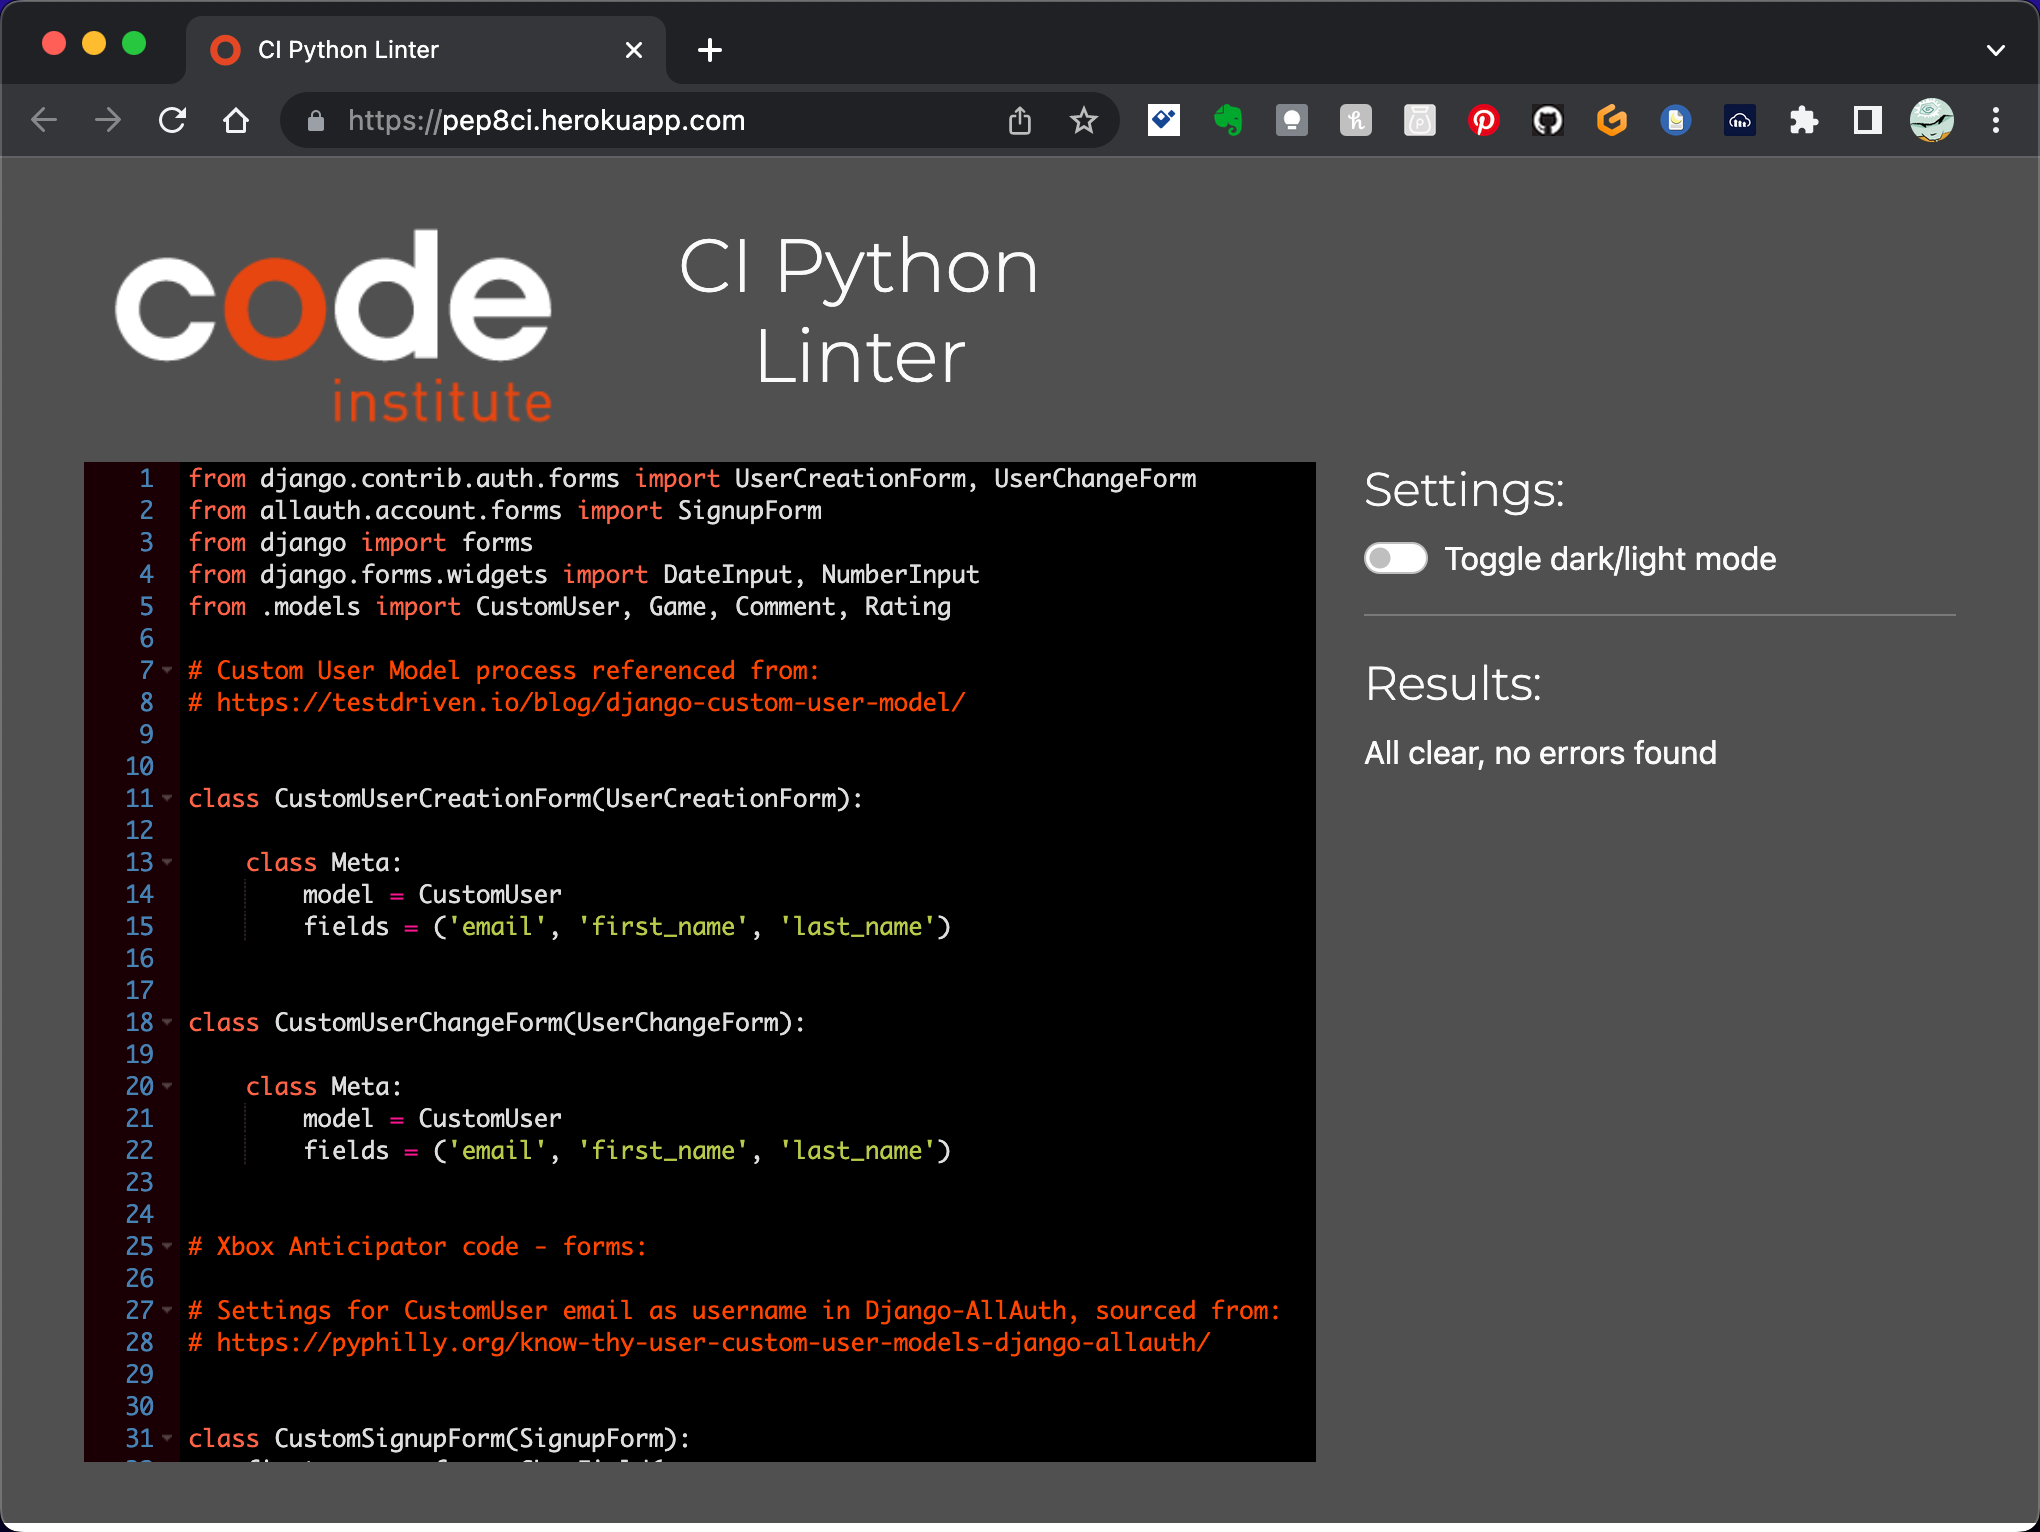 CI Python Linter
https://pep8ci.herokuapp.com
code
institute
CI Python
Linter
1 from django.contrib.auth.forms import UserCreationForm, UserChangeForm
2 from allauth.account.forms import SignupForm
3 from django import forms
4 from django.forms.widgets import DateInput, NumberInput
5 from .models import CustomUser, Game, Comment, Rating
6
7 # Custom User Model process referenced from:
8 # https://testdriven.io/blog/django-custom-user-model/
9
10
11 class CustomUserCreationForm(UserCreationForm):
12
13     class Meta:
14         model = CustomUser
15         fields = ('email', 'first_name', 'last_name')
16
17
18 class CustomUserChangeForm(UserChangeForm):
19
20     class Meta:
21         model = CustomUser
22         fields = ('email', 'first_name', 'last_name')
23
24
25 # Xbox Anticipator code - forms:
26
27 # Settings for CustomUser email as username in Django-AllAuth, sourced from:
28 # https://pyphilly.org/know-thy-user-custom-user-models-django-allauth/
29
30
31 class CustomSignupForm(SignupForm):
Settings:
Toggle dark/light mode
Results:
All clear, no errors found